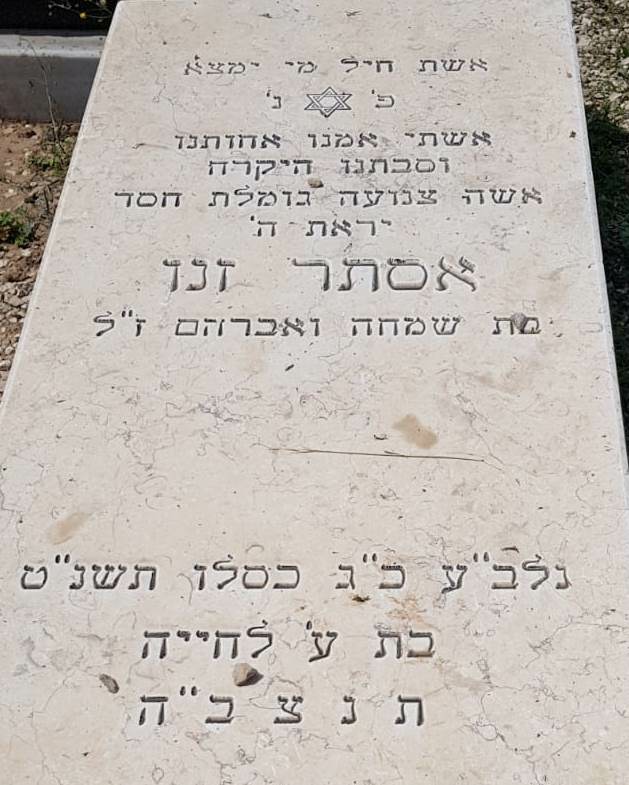 אשת חיל מי ימצא
פ' נ'
אשתי אמנו אחותנו
וסבתנו היקרה
אשה צנועה גומלת חסד
יראת ה'
אסתר זנו
בת שמחה ואברהם ז"ל
נלב"ע כ"ג כסלו תשנ"ט
בת ע' לחייה
ת נ צ ב"ה